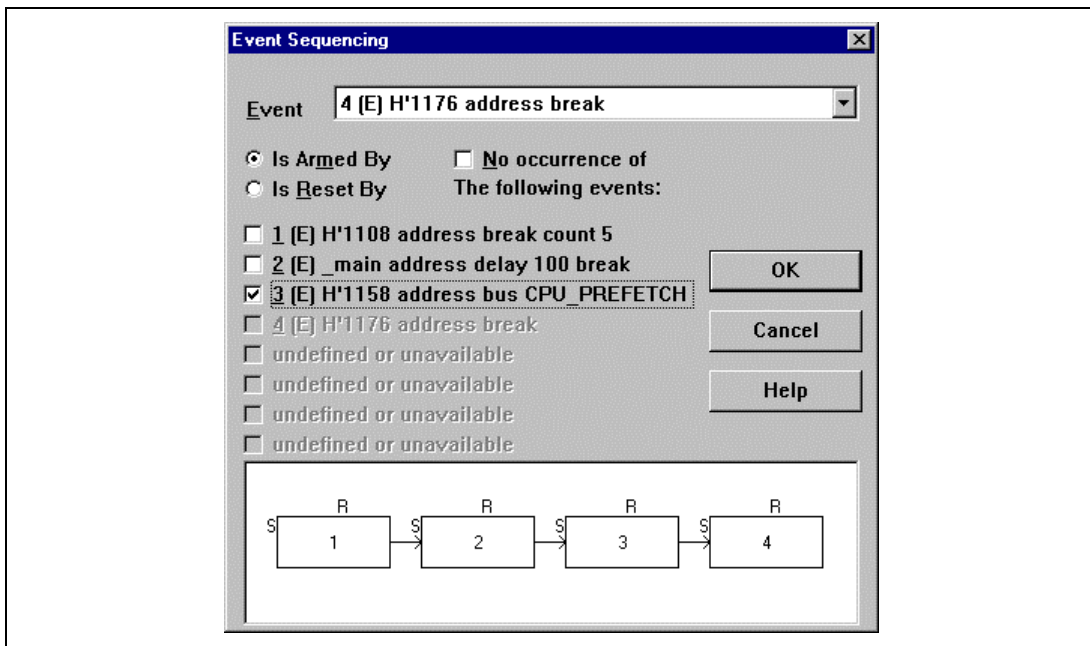 Event Sequencing
Event 4 (E) H'1176 address break
Is Armed By No occurrence of
Is Reset By The following events:
1 (E) H'1108 address break count 5
2 (E) _main address delay 100 break
3 (E) H'1158 address bus CPU_PREFETCH
4 (E) H'1176 address break
undefined or unavailable
undefined or unavailable
undefined or unavailable
undefined or unavailable
OK
Cancel
Help
R R R R
S S S S
1 2 3 4